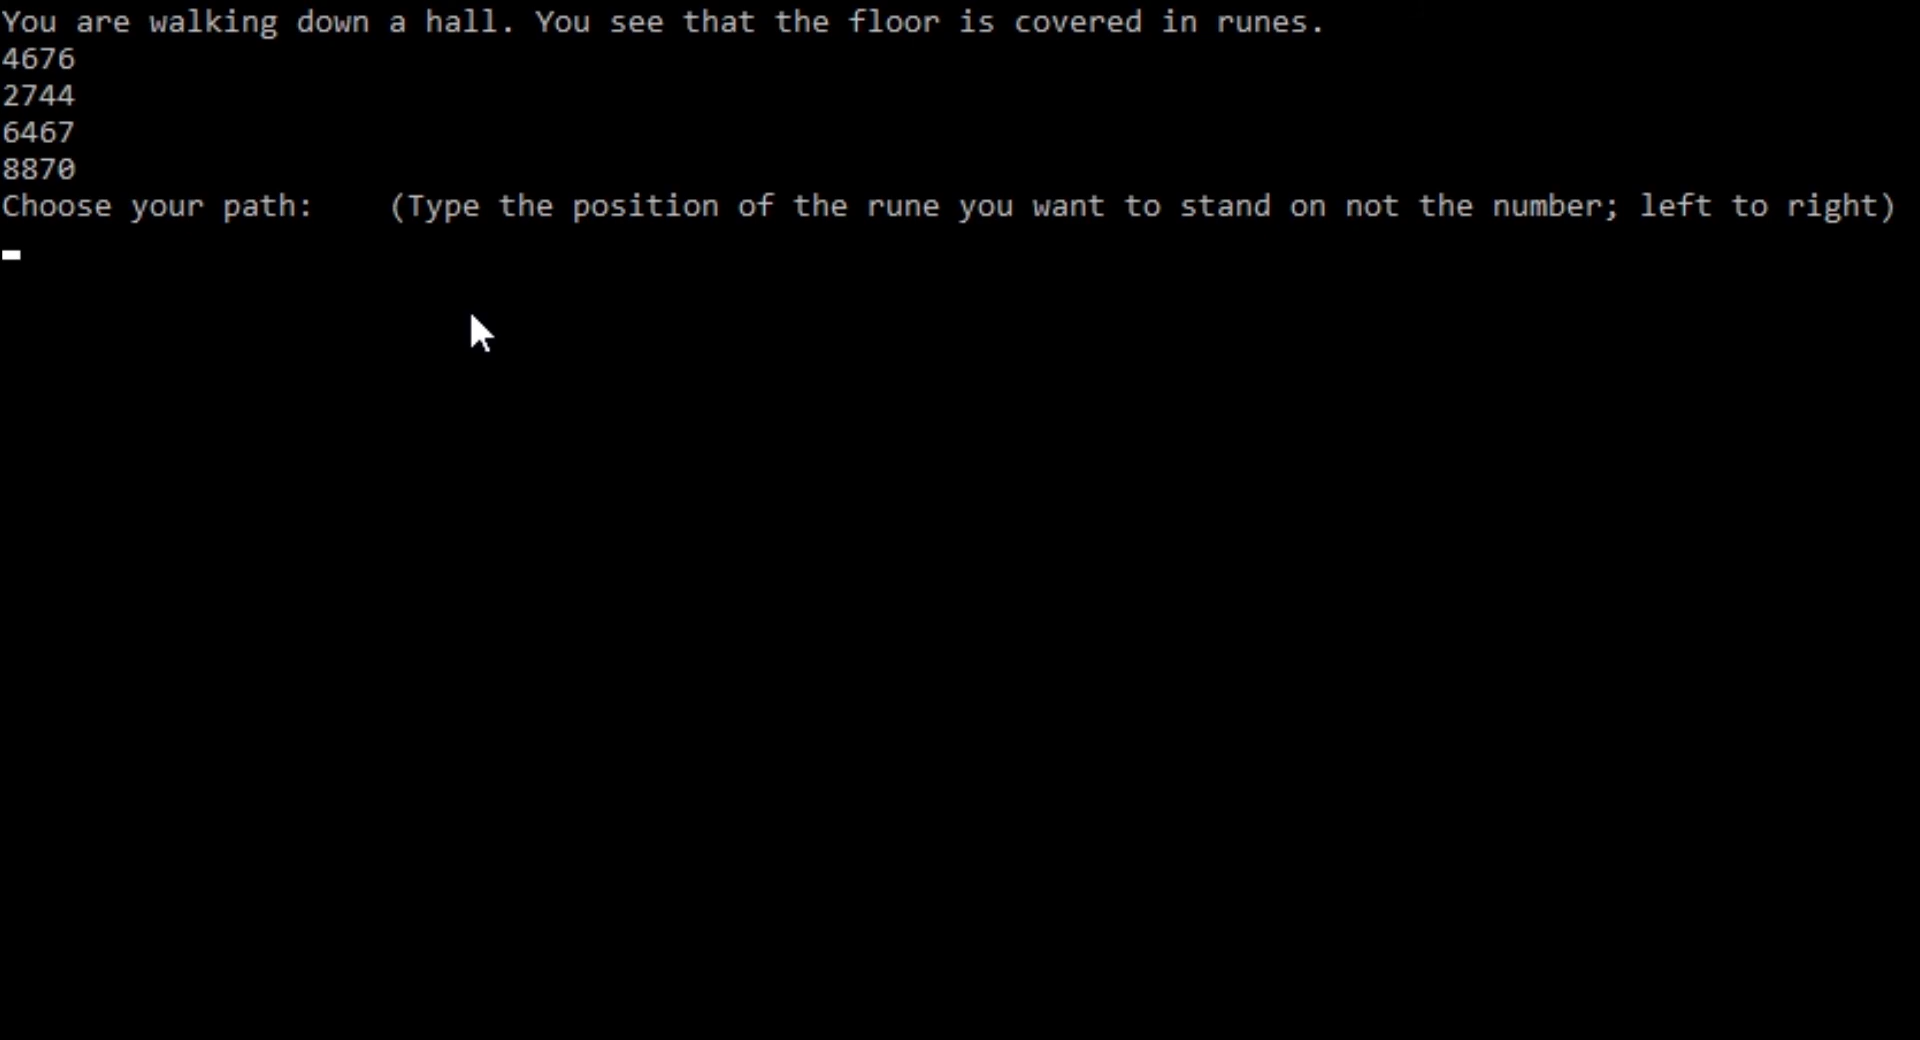 You are walking down a hall. You see that the floor is covered in runes.
4676
2744
6467
8870
Choose your path:    (Type the position of the rune you want to stand on not the number; left to right)